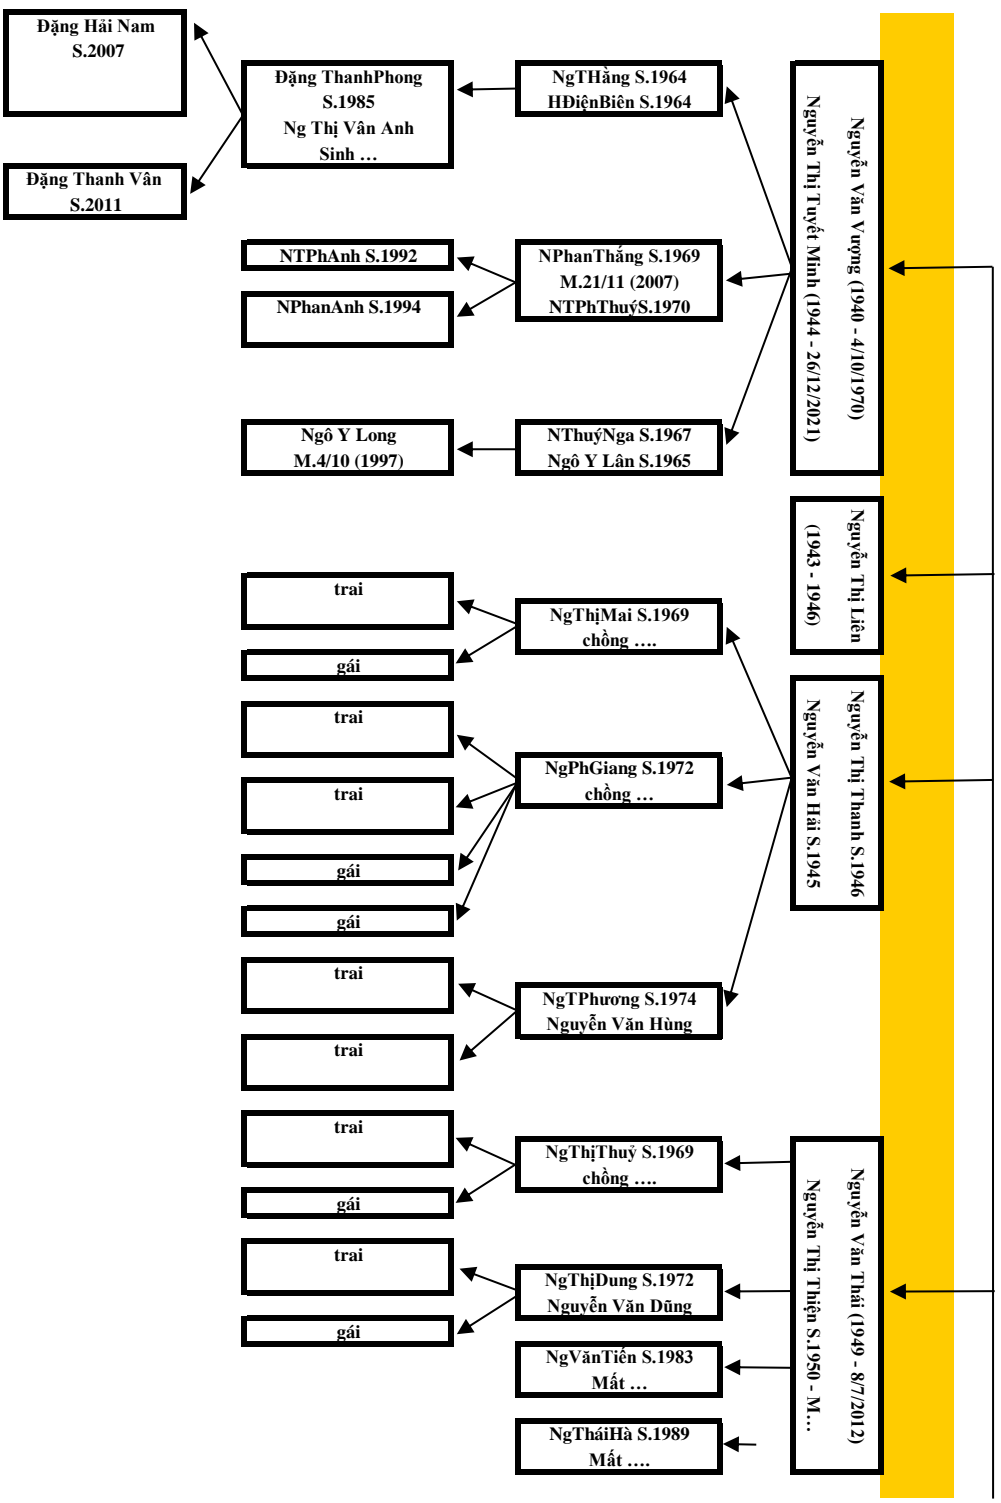 Đặng Hải Nam
S.2007
Đặng Thanh Vân
S.2011
Đặng ThanhPhong
S.1985
Ng Thị Vân Anh
Sinh …
NgTHằng S.1964
HĐiệnBiên S.1964
Nguyễn Văn Vượng (1940 - 4/10/1970)
Nguyễn Thị Tuyết Minh (1944 - 26/12/2021)
NTPhAnh S.1992
NPhanAnh S.1994
NPhanThắng S.1969
M.21/11 (2007)
NTPhThuýS.1970
Ngô Y Long
M.4/10 (1997)
NThuýNga S.1967
Ngô Y Lân S.1965
Nguyễn Thị Liên
(1943 - 1946)
trai
gái
NgThịMai S.1969
chồng ….
trai
trai
gái
gái
NgPhGiang S.1972
chồng …
Nguyễn Thị Thanh S.1946
Nguyễn Văn Hải S.1945
trai
trai
NgTPhương S.1974
Nguyễn Văn Hùng
trai
gái
NgThịThuỷ S.1969
chồng ….
trai
gái
NgThịDung S.1972
Nguyễn Văn Dũng
Nguyễn Văn Thái (1949 - 8/7/2012)
Nguyễn Thị Thiện S.1950 - M…
NgVănTiến S.1983
Mất …
NgTháiHà S.1989
Mất ….